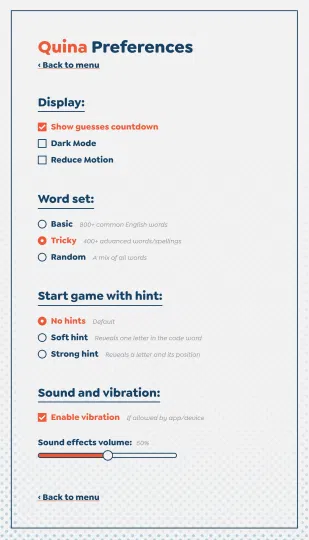 Quina Preferences
‹ Back to menu
Display:
Show guesses countdown
Dark Mode
Reduce Motion
Word set:
Basic 800+ common English words
Tricky 400+ advanced words/spellings
Random A mix of all words
Start game with hint:
No hints Default
Soft hint Reveals one letter in the code word
Strong hint Reveals a letter and its position
Sound and vibration:
Enable vibration If allowed by app/device
Sound effects volume: 50%
‹ Back to menu